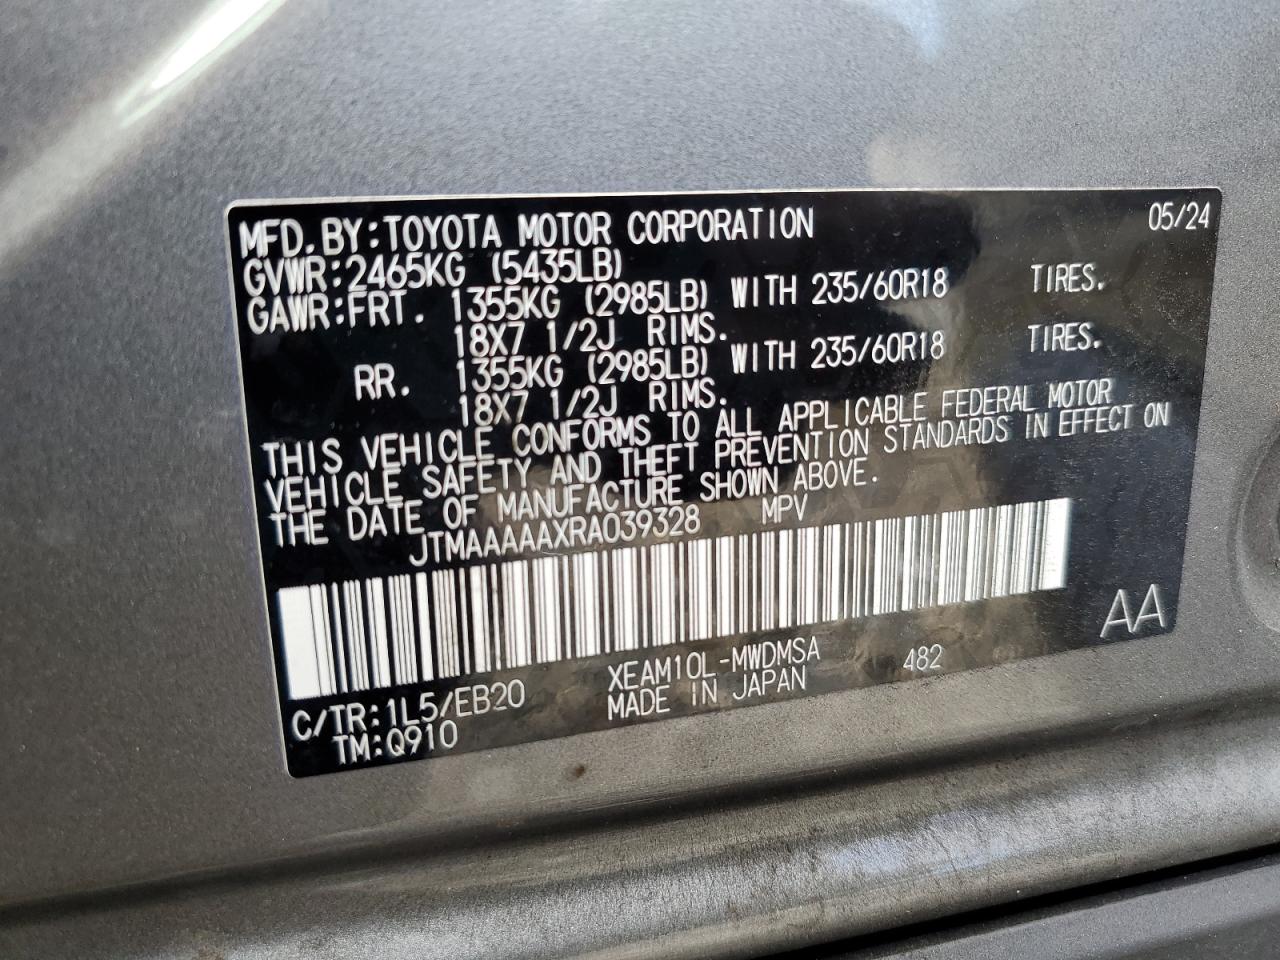 MFD. BY: TOYOTA MOTOR CORPORATION 05/24
GVWR: 2465KG (5435LB)
GAWR: FRT. 1355KG (2985LB) WITH 235/60R18 TIRES.
18X7 1/2J RIMS.
RR. 1355KG (2985LB) WITH 235/60R18 TIRES.
18X7 1/2J RIMS.
THIS VEHICLE CONFORMS TO ALL APPLICABLE FEDERAL MOTOR
VEHICLE SAFETY AND THEFT PREVENTION STANDARDS IN EFFECT ON
THE DATE OF MANUFACTURE SHOWN ABOVE.
JTMAAAAAXRA039328 MPV
AA
C/TR: 1L5/EB20 XEAM10L-MWDMSA 482
TM: Q910 MADE IN JAPAN